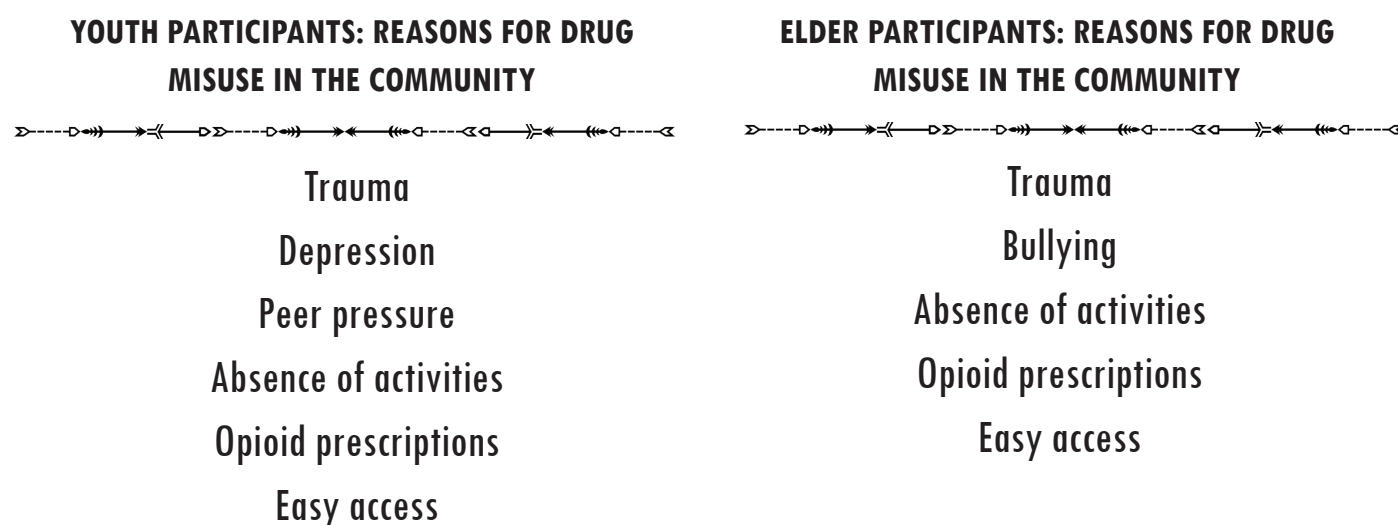 YOUTH PARTICIPANTS: REASONS FOR DRUG
MISUSE IN THE COMMUNITY
Trauma
Depression
Peer pressure
Absence of activities
Opioid prescriptions
Easy access
ELDER PARTICIPANTS: REASONS FOR DRUG
MISUSE IN THE COMMUNITY
Trauma
Bullying
Absence of activities
Opioid prescriptions
Easy access